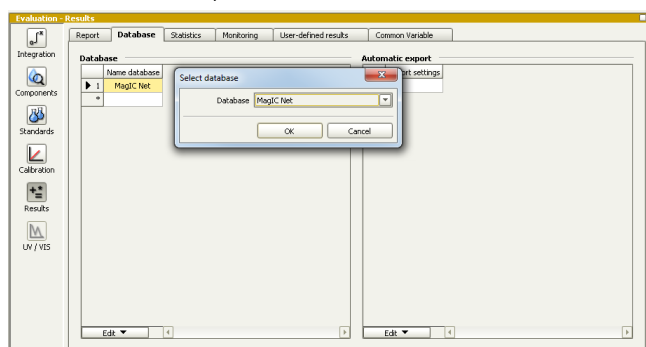 Evaluation - Results
Report Database Statistics Monitoring User-defined results Common Variable
Integration
Components
Standards
Calibration
Results
UV / VIS
Database
Name database
1 MagIC Net
*
Edit
Select database
Database MagIC Net
OK Cancel
Automatic export
settings
Edit